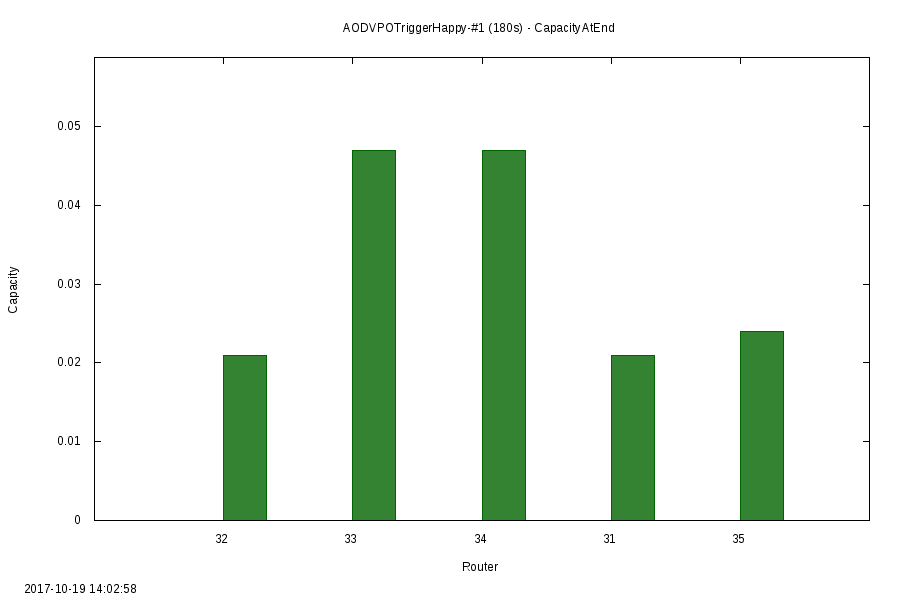 AODVPOTriggerHappy-#1 (180s) - CapacityAtEnd
0.05
0.04
0.03
0.02
0.01
0
Capacity
32 33 34 31 35
Router
2017-10-19 14:02:58